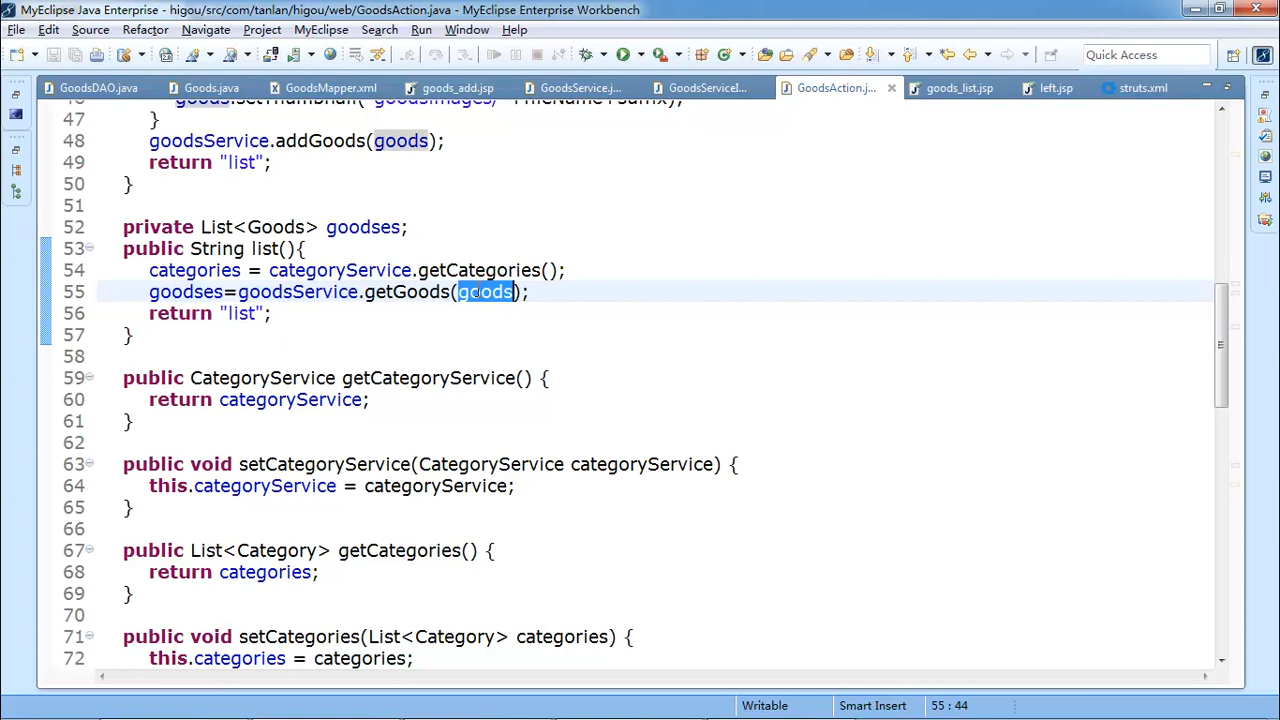 MyEclipse Java Enterprise - higou/src/com/tanlan/higou/web/GoodsAction.java - MyEclipse Enterprise Workbench
File Edit Source Refactor Navigate Project MyEclipse Search Run Window Help
Quick Access
GoodsDAO.java Goods.java GoodsMapper.xml goods_add.jsp GoodsService.j... GoodsServiceI... GoodsAction.j... goods_list.jsp left.jsp struts.xml
47 }
48 goodsService.addGoods(goods);
49 return "list";
50 }
51
52 private List<Goods> goodses;
53 public String list(){
54 categories = categoryService.getCategories();
55 goodses=goodsService.getGoods(goods);
56 return "list";
57 }
58
59 public CategoryService getCategoryService() {
60 return categoryService;
61 }
62
63 public void setCategoryService(CategoryService categoryService) {
64 this.categoryService = categoryService;
65 }
66
67 public List<Category> getCategories() {
68 return categories;
69 }
70
71 public void setCategories(List<Category> categories) {
72 this.categories = categories;
Writable Smart Insert 55 : 44